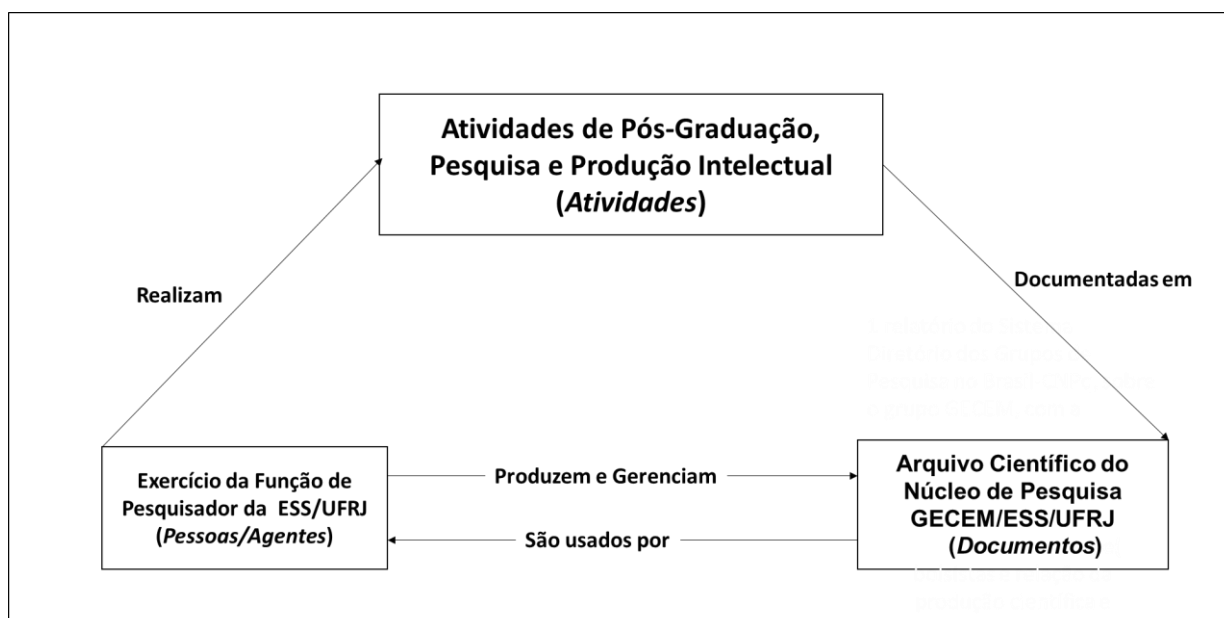 Atividades de Pós-Graduação,
Pesquisa e Produção Intelectual
(Atividades)
Realizam
Documentadas em
Exercício da Função de
Pesquisador da ESS/UFRJ
(Pessoas/Agentes)
Produzem e Gerenciam
São usados por
Arquivo Científico do
Núcleo de Pesquisa
GECEM/ESS/UFRJ
(Documentos)